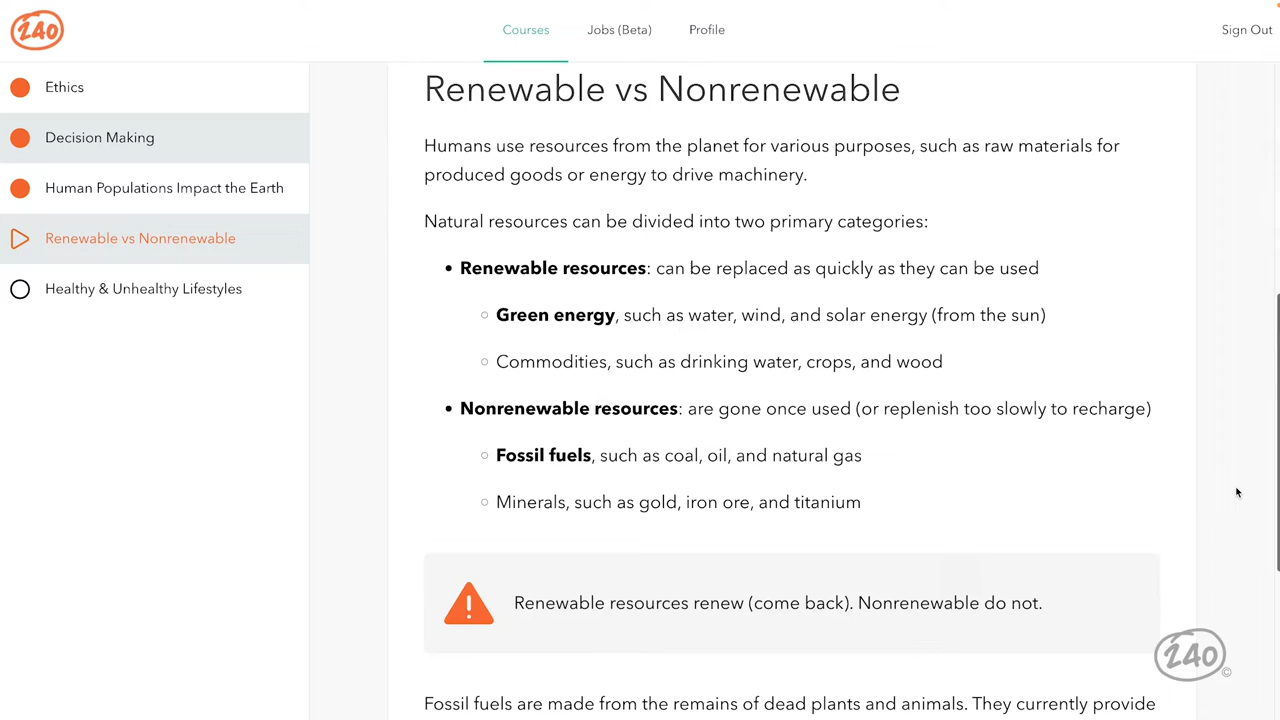 240
Courses
Jobs (Beta)
Profile
Sign Out
Ethics
Decision Making
Human Populations Impact the Earth
Renewable vs Nonrenewable
Healthy & Unhealthy Lifestyles
Renewable vs Nonrenewable
Humans use resources from the planet for various purposes, such as raw materials for
produced goods or energy to drive machinery.
Natural resources can be divided into two primary categories:
• Renewable resources: can be replaced as quickly as they can be used
○ Green energy, such as water, wind, and solar energy (from the sun)
○ Commodities, such as drinking water, crops, and wood
• Nonrenewable resources: are gone once used (or replenish too slowly to recharge)
○ Fossil fuels, such as coal, oil, and natural gas
○ Minerals, such as gold, iron ore, and titanium
! Renewable resources renew (come back). Nonrenewable do not.
240 ©
Fossil fuels are made from the remains of dead plants and animals. They currently provide